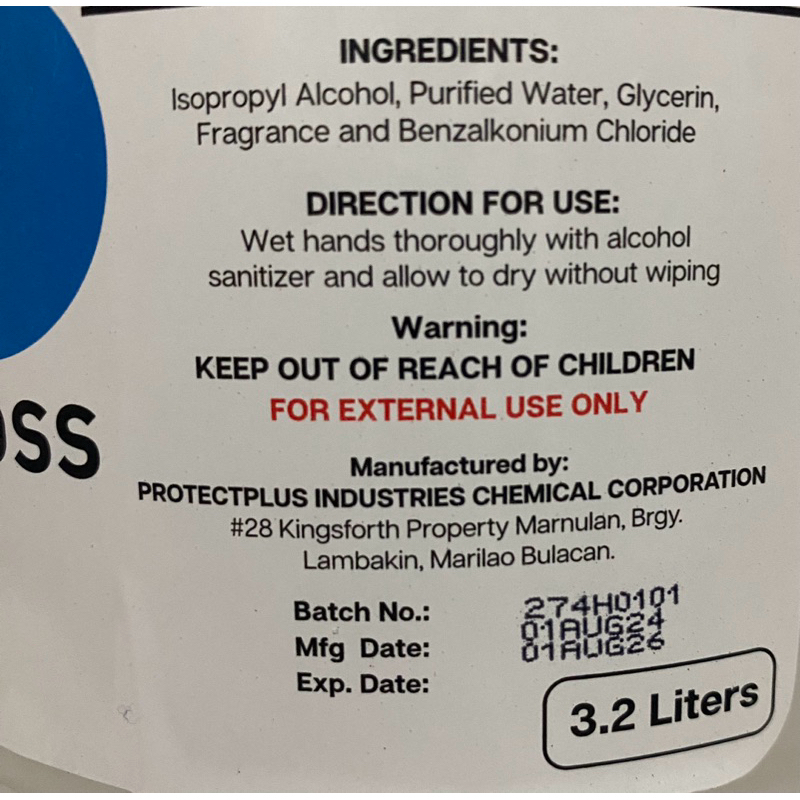 INGREDIENTS:
Isopropyl Alcohol, Purified Water, Glycerin,
Fragrance and Benzalkonium Chloride
DIRECTION FOR USE:
Wet hands thoroughly with alcohol
sanitizer and allow to dry without wiping
Warning:
KEEP OUT OF REACH OF CHILDREN
FOR EXTERNAL USE ONLY
Manufactured by:
PROTECTPLUS INDUSTRIES CHEMICAL CORPORATION
#28 Kingsforth Property Marnulan, Brgy.
Lambakin, Marilao Bulacan.
Batch No.: 274H0101
Mfg Date: 01AUG24
Exp. Date: 01AUG26
3.2 Liters